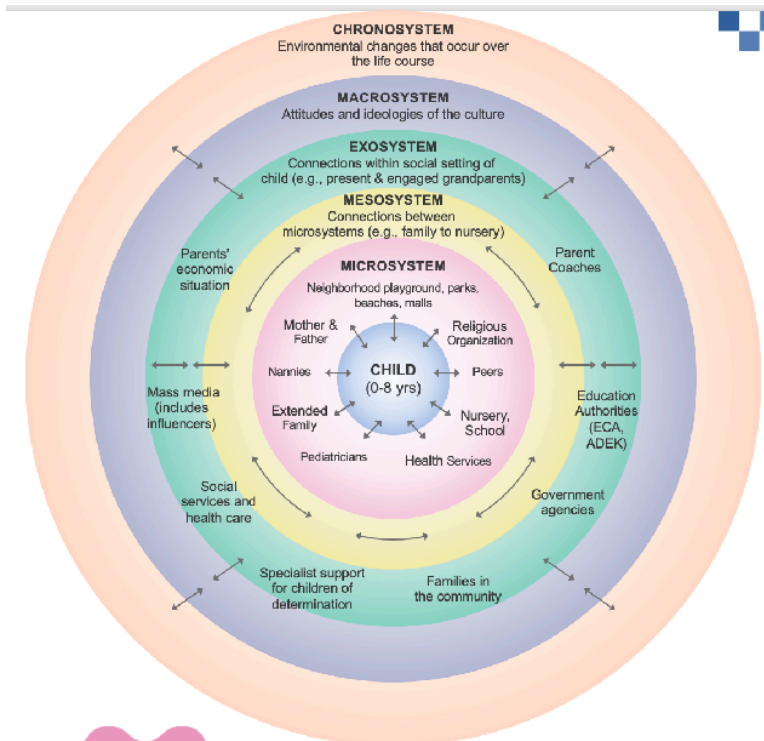 CHRONOSYSTEM
Environmental changes that occur over
the life course
MACROSYSTEM
Attitudes and ideologies of the culture
EXOSYSTEM
Connections within social setting of
child (e.g., present & engaged grandparents)
MESOSYSTEM
Connections between
microsystems (e.g., family to nursery)
Parents'
economic
situation
Parent
Coaches
MICROSYSTEM
Neighborhood playground, parks,
beaches, malls
Mother &
Father
Religious
Organization
Nannies
CHILD
(0-8 yrs)
Peers
Mass media
(includes
influencers)
Extended
Family
Nursery,
School
Education
Authorities
(ECA,
ADEK)
Pediatricians
Health Services
Social
services and
health care
Government
agencies
Specialist support
for children of
determination
Families in
the community